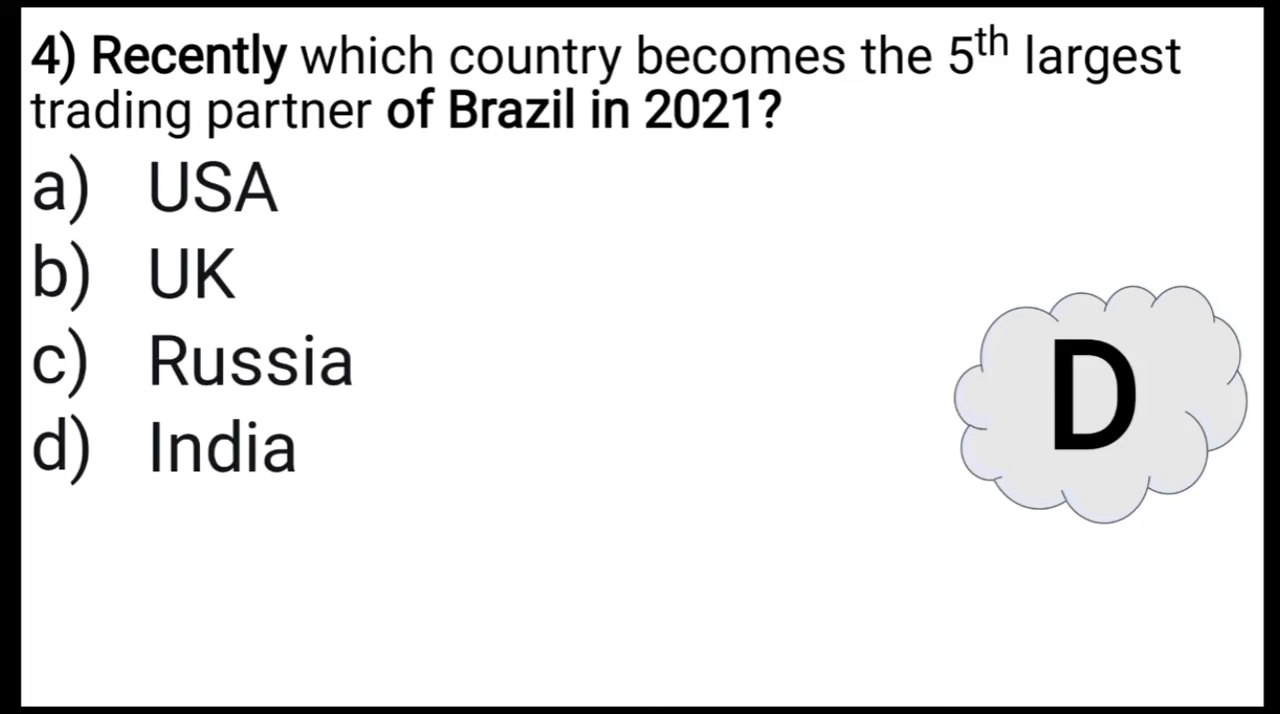 4) Recently which country becomes the 5th largest
trading partner of Brazil in 2021?
a) USA
b) UK
c) Russia
d) India
D